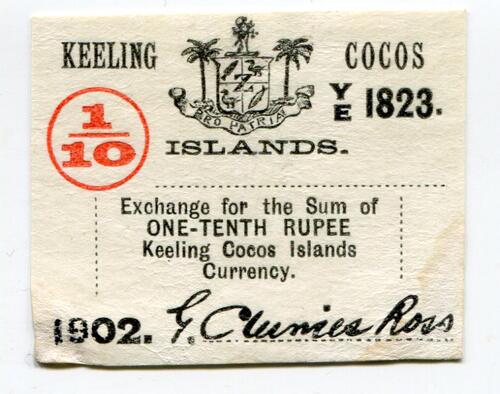 KEELING COCOS
PRO PATRIA
YE 1823.
1/10
ISLANDS.
Exchange for the Sum of
ONE-TENTH RUPEE
Keeling Cocos Islands
Currency.
1902. G. Clunies Ross